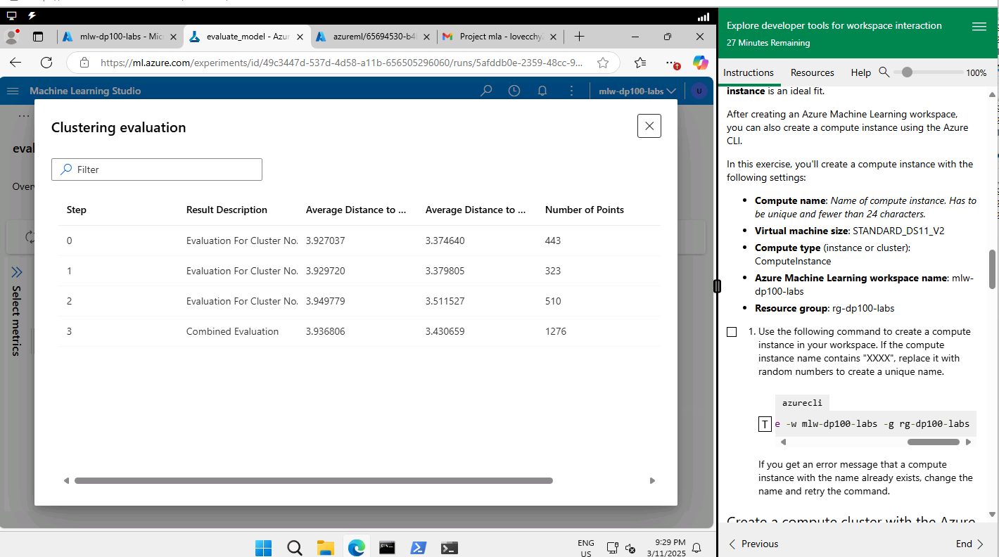 mlw-dp100-labs - Mic
evaluate_model - Azur
azureml/65694530-b4
Project mla - lovecchy
https://ml.azure.com/experiments/id/49c3447d-537d-4d58-a11b-656505296060/runs/5afddb0e-2359-48cc-9...
Machine Learning Studio
mlw-dp100-labs
U
eval
Over
Select metrics
Clustering evaluation
Filter
Step Result Description Average Distance to ... Average Distance to ... Number of Points
0 Evaluation For Cluster No. 3.927037 3.374640 443
1 Evaluation For Cluster No. 3.929720 3.379805 323
2 Evaluation For Cluster No. 3.949779 3.511527 510
3 Combined Evaluation 3.936806 3.430659 1276
ENG
US
9:29 PM
3/11/2025
Explore developer tools for workspace interaction
27 Minutes Remaining
Instructions Resources Help 100%
instance is an ideal fit.
After creating an Azure Machine Learning workspace,
you can also create a compute instance using the Azure
CLI.
In this exercise, you'll create a compute instance with the
following settings:
• Compute name: Name of compute instance. Has to
be unique and fewer than 24 characters.
• Virtual machine size: STANDARD_DS11_V2
• Compute type (instance or cluster):
ComputeInstance
• Azure Machine Learning workspace name: mlw-
dp100-labs
• Resource group: rg-dp100-labs
1. Use the following command to create a compute
instance in your workspace. If the compute
instance name contains "XXXX", replace it with
random numbers to create a unique name.
azurecli
T e -w mlw-dp100-labs -g rg-dp100-labs
If you get an error message that a compute
instance with the name already exists, change the
name and retry the command.
Create a compute cluster with the Azure
Previous End